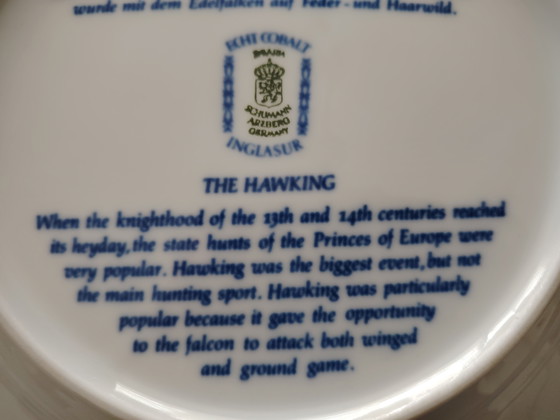 wurde mit dem Edelfalken auf Feder - und Haarwild.
ECHT COBALT
BAVARIA
SCHUMANN
ARZBERG
GERMANY
INGLASUR
THE HAWKING
When the knighthood of the 13th and 14th centuries reached
its heyday, the state hunts of the Princes of Europe were
very popular. Hawking was the biggest event, but not
the main hunting sport. Hawking was particularly
popular because it gave the opportunity
to the falcon to attack both winged
and ground game.